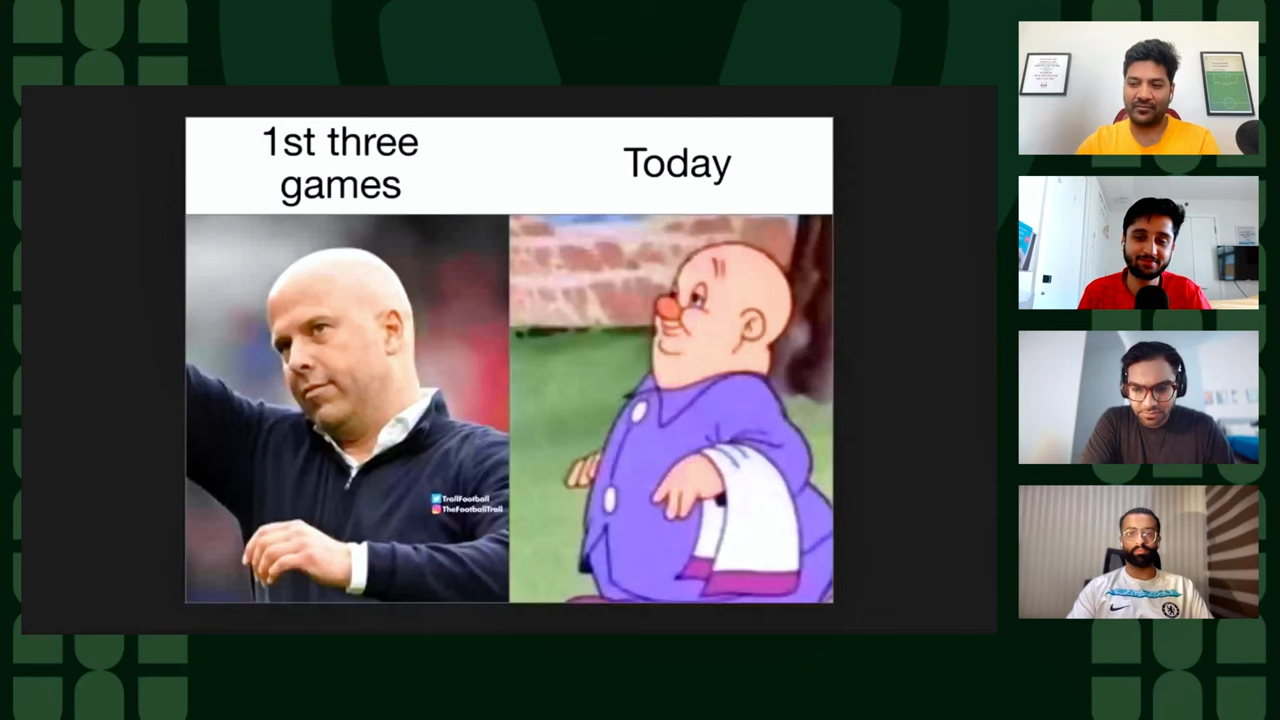 1st three
games
Today
TrollFootball
TheFootballTroll